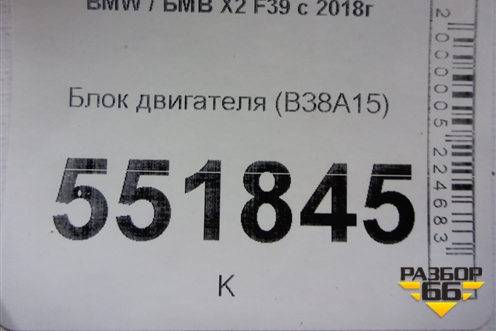 BMW / БМВ X2 F39 с 2018г
Блок двигателя (B38A15)
551845
К
2000005224683
РАЗБОР
66